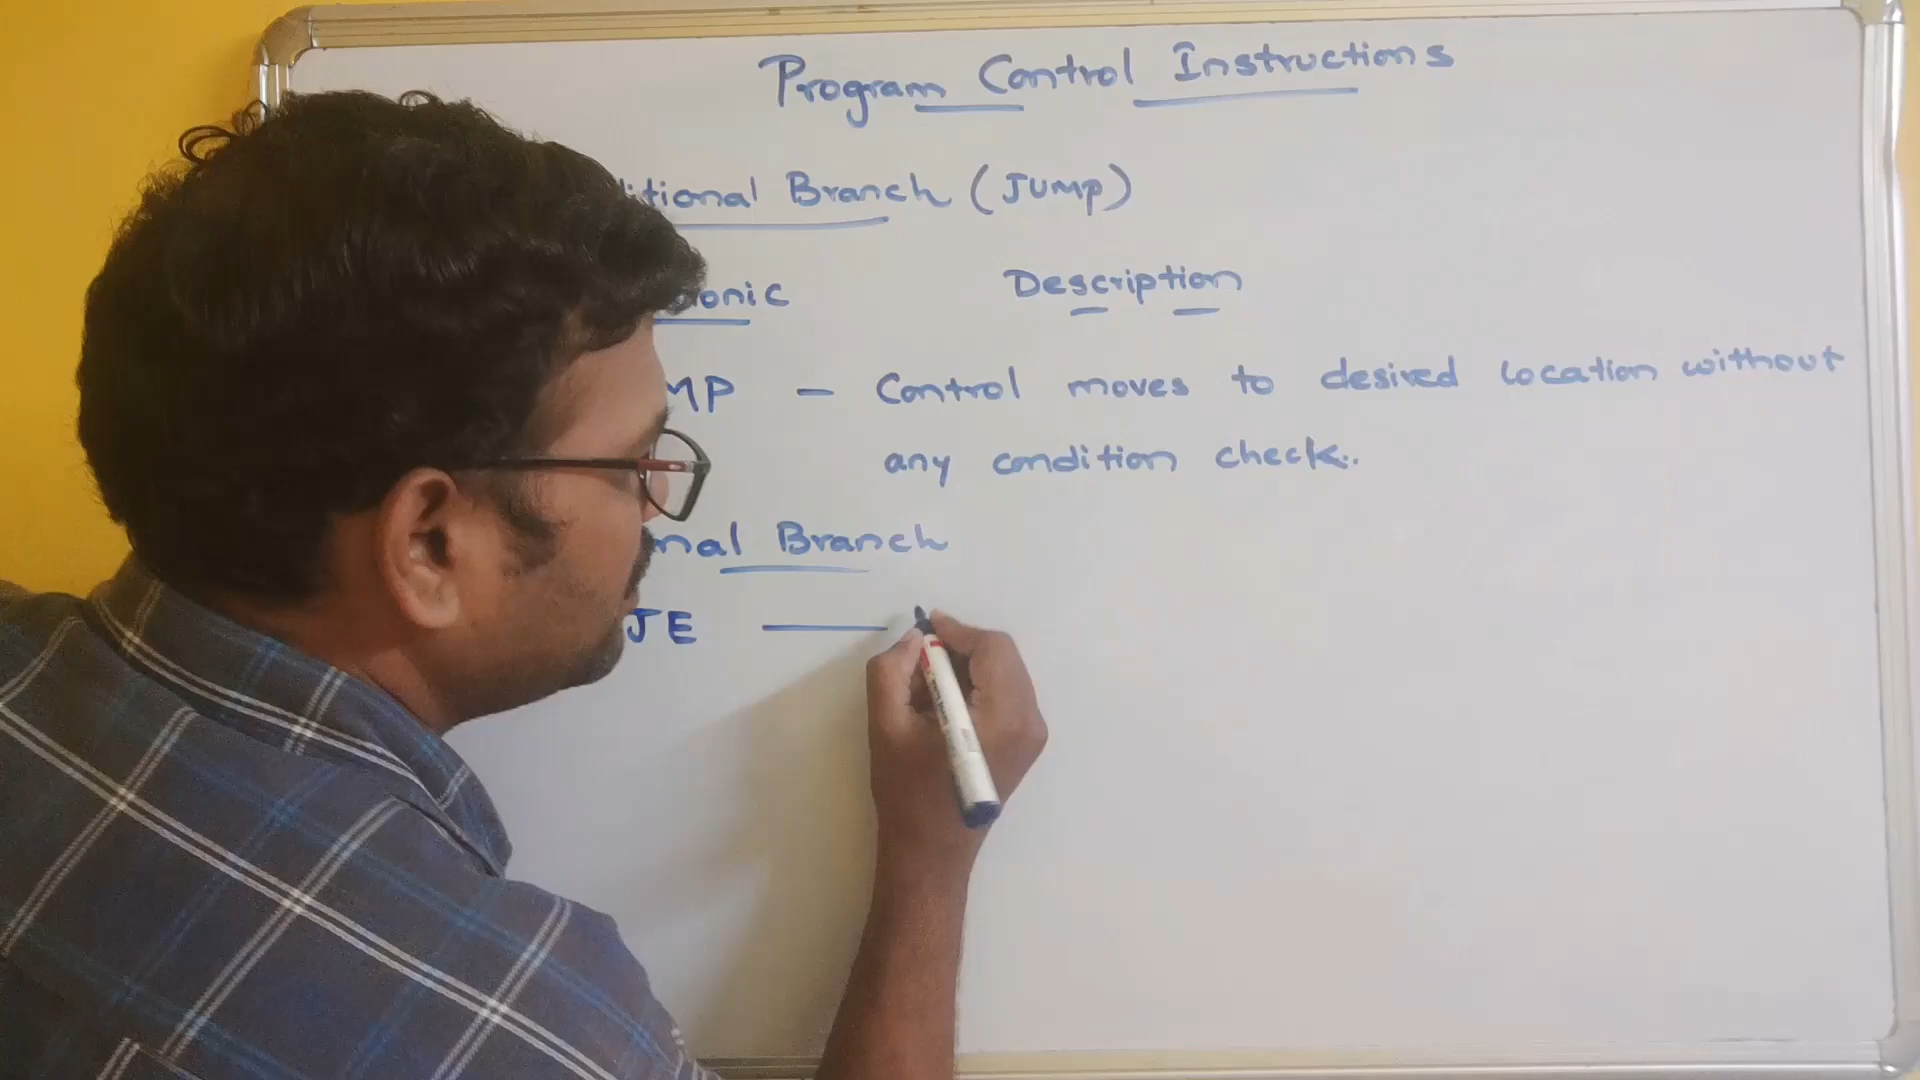 Program Control Instructions
ditional Branch (JUMP)
onic Description
MP - Control moves to desired location without
any condition check.
nal Branch
JE